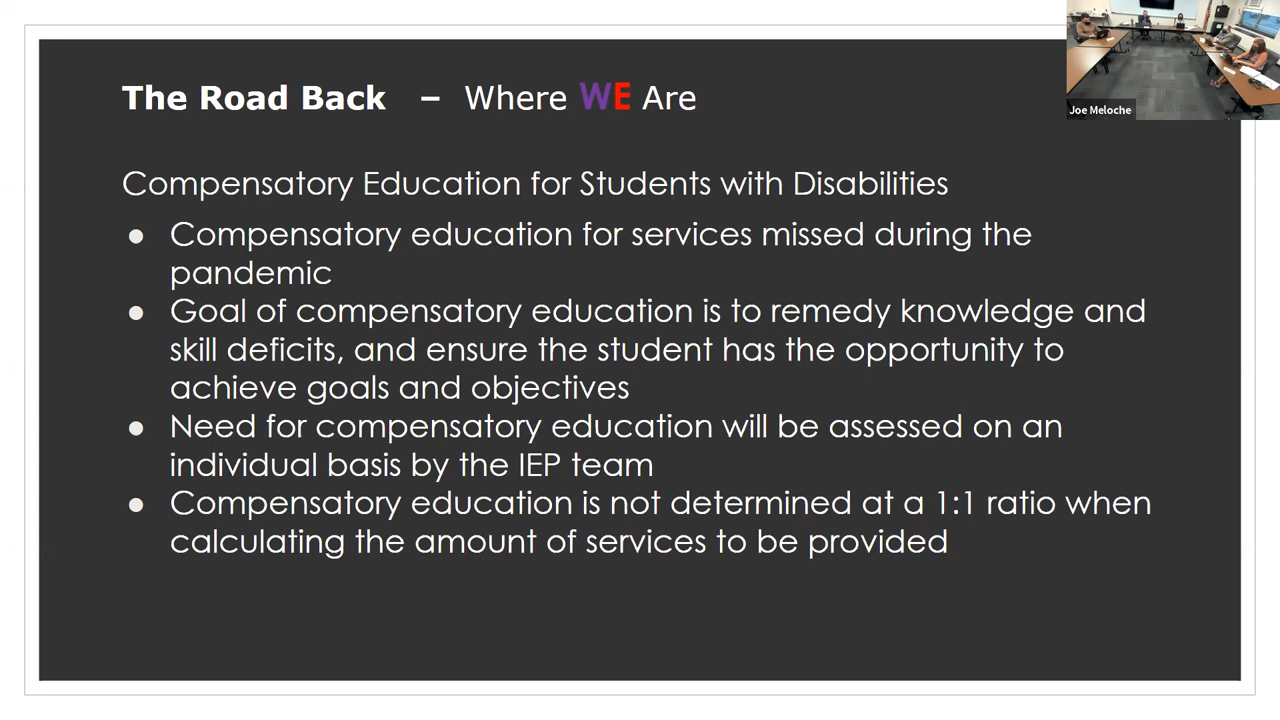 The Road Back – Where WE Are
Joe Meloche
Compensatory Education for Students with Disabilities
● Compensatory education for services missed during the
pandemic
● Goal of compensatory education is to remedy knowledge and
skill deficits, and ensure the student has the opportunity to
achieve goals and objectives
● Need for compensatory education will be assessed on an
individual basis by the IEP team
● Compensatory education is not determined at a 1:1 ratio when
calculating the amount of services to be provided